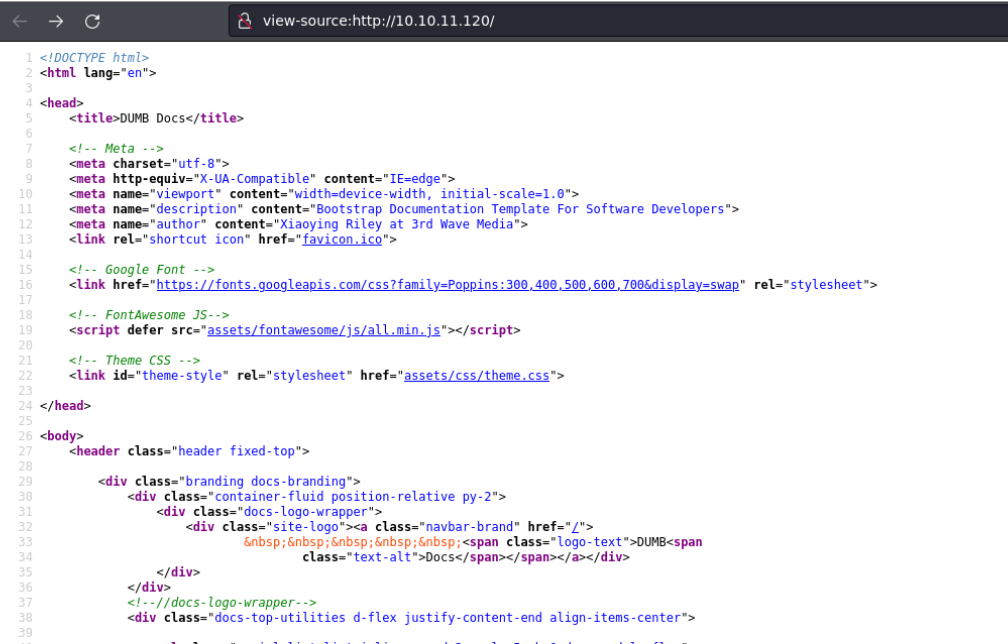 view-source:http://10.10.11.120/
1 <!DOCTYPE html>
2 <html lang="en">
3
4 <head>
5     <title>DUMB Docs</title>
6
7     <!-- Meta -->
8     <meta charset="utf-8">
9     <meta http-equiv="X-UA-Compatible" content="IE=edge">
10     <meta name="viewport" content="width=device-width, initial-scale=1.0">
11     <meta name="description" content="Bootstrap Documentation Template For Software Developers">
12     <meta name="author" content="Xiaoying Riley at 3rd Wave Media">
13     <link rel="shortcut icon" href="favicon.ico">
14
15     <!-- Google Font -->
16     <link href="https://fonts.googleapis.com/css?family=Poppins:300,400,500,600,700&display=swap" rel="stylesheet">
17
18     <!-- FontAwesome JS-->
19     <script defer src="assets/fontawesome/js/all.min.js"></script>
20
21     <!-- Theme CSS -->
22     <link id="theme-style" rel="stylesheet" href="assets/css/theme.css">
23
24 </head>
25
26 <body>
27     <header class="header fixed-top">
28
29         <div class="branding docs-branding">
30             <div class="container-fluid position-relative py-2">
31                 <div class="docs-logo-wrapper">
32                     <div class="site-logo"><a class="navbar-brand" href="/">
33                             &nbsp;&nbsp;&nbsp;&nbsp;&nbsp;<span class="logo-text">DUMB<span
34                                     class="text-alt">Docs</span></span></a></div>
35                 </div>
36             </div>
37             <!--//docs-logo-wrapper-->
38             <div class="docs-top-utilities d-flex justify-content-end align-items-center">
39